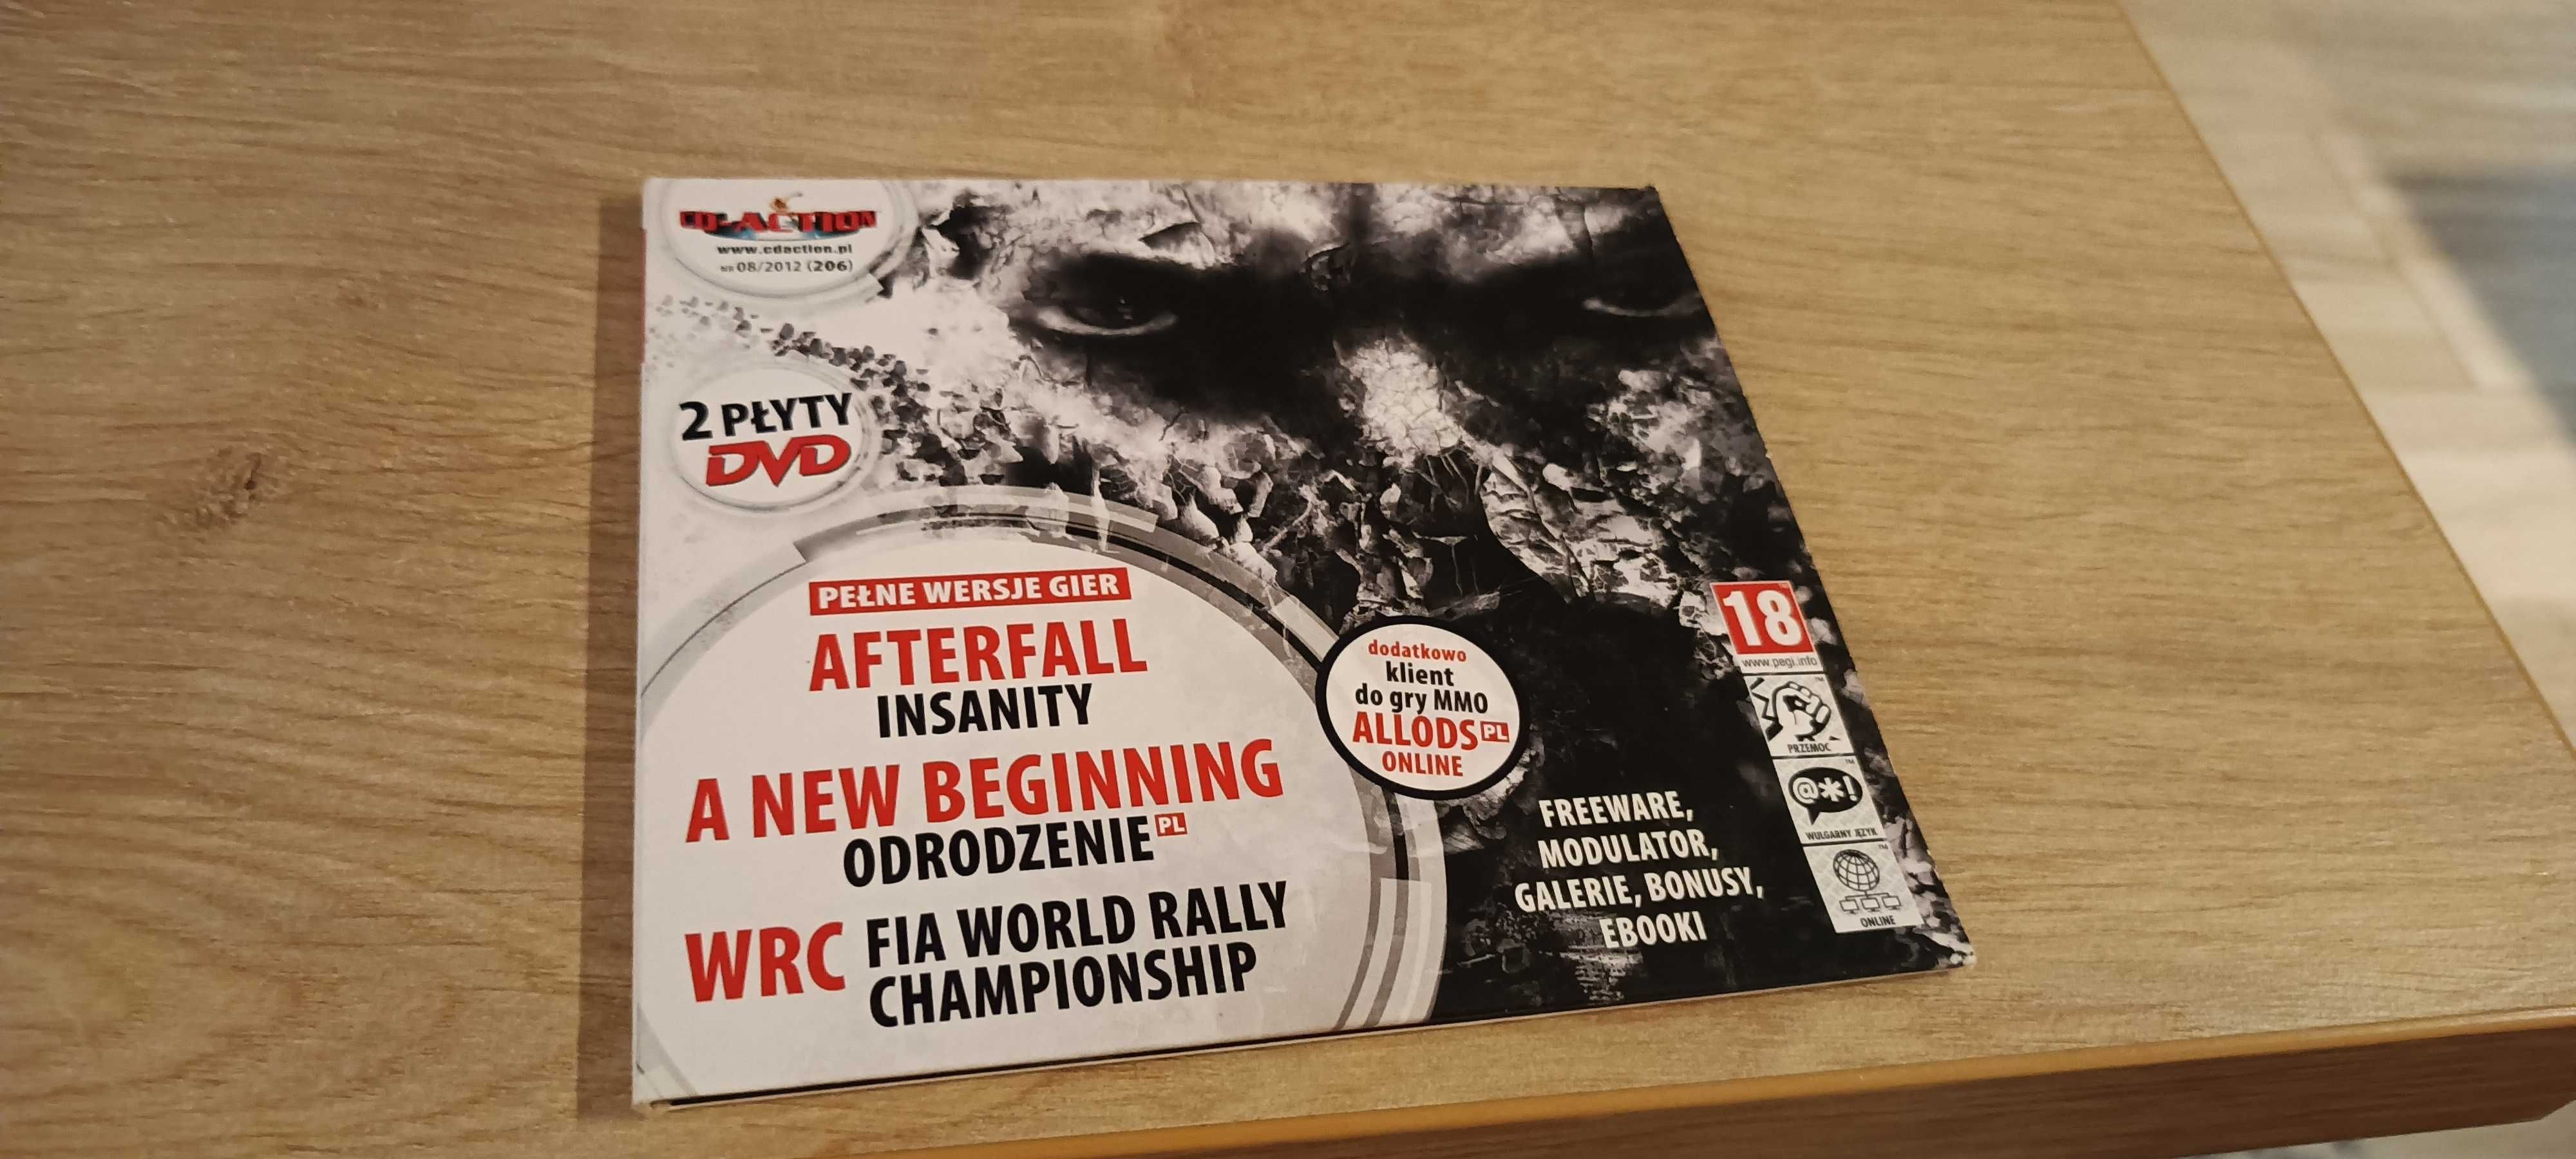 CD-ACTION
www.cdaction.pl
NR 08/2012 (206)
2 PŁYTY
DVD
PEŁNE WERSJE GIER
AFTERFALL
INSANITY
A NEW BEGINNING
ODRODZENIE PL
WRC FIA WORLD RALLY
CHAMPIONSHIP
dodatkowo
klient
do gry MMO
ALLODS PL
ONLINE
FREEWARE,
MODULATOR,
GALERIE, BONUSY,
EBOOKI
18
www.pegi.info
PRZEMOC
@*!
WULGARNY JĘZYK
ONLINE